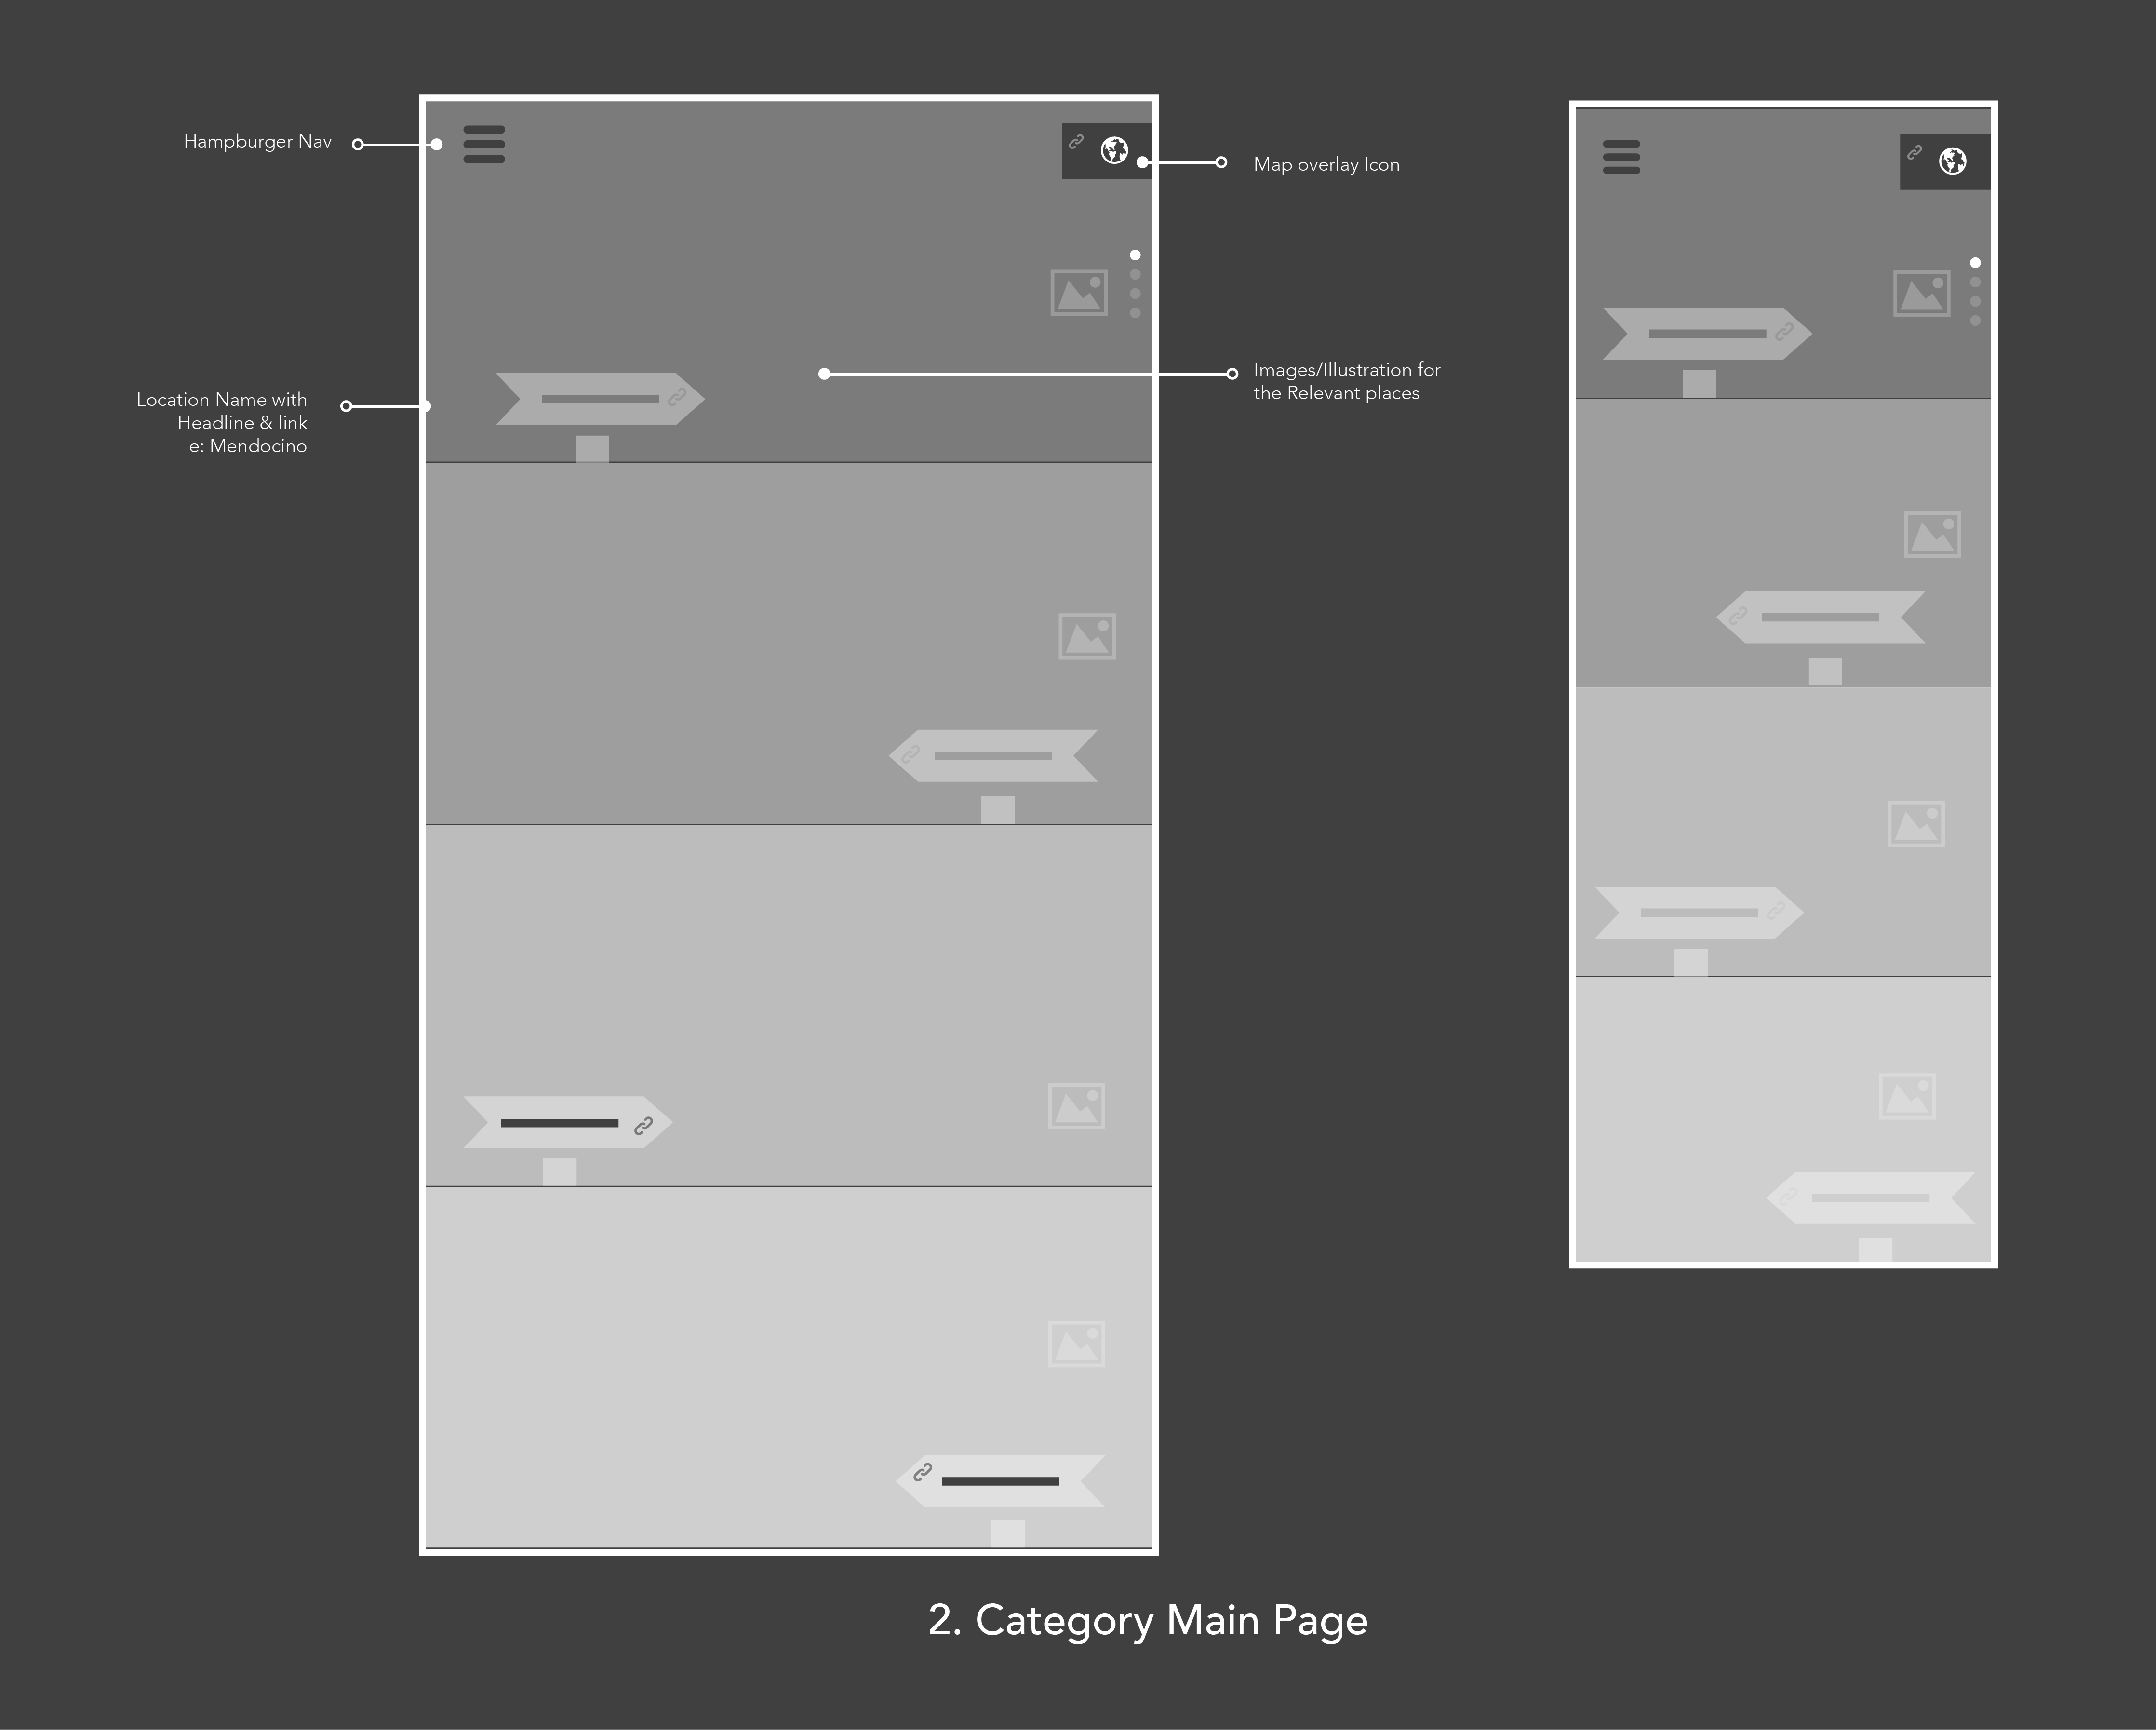 Hampburger Nav
Map overlay Icon
Images/Illustration for
the Relevant places
Location Name with
Headline & link
e: Mendocino
2. Category Main Page